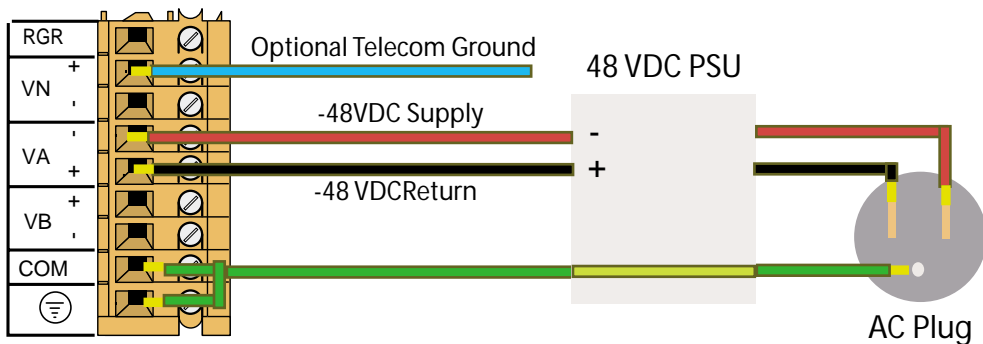 RGR
VN + -
VA - +
VB + -
COM
Optional Telecom Ground
-48VDC Supply
-48 VDCReturn
48 VDC PSU
-
+
AC Plug